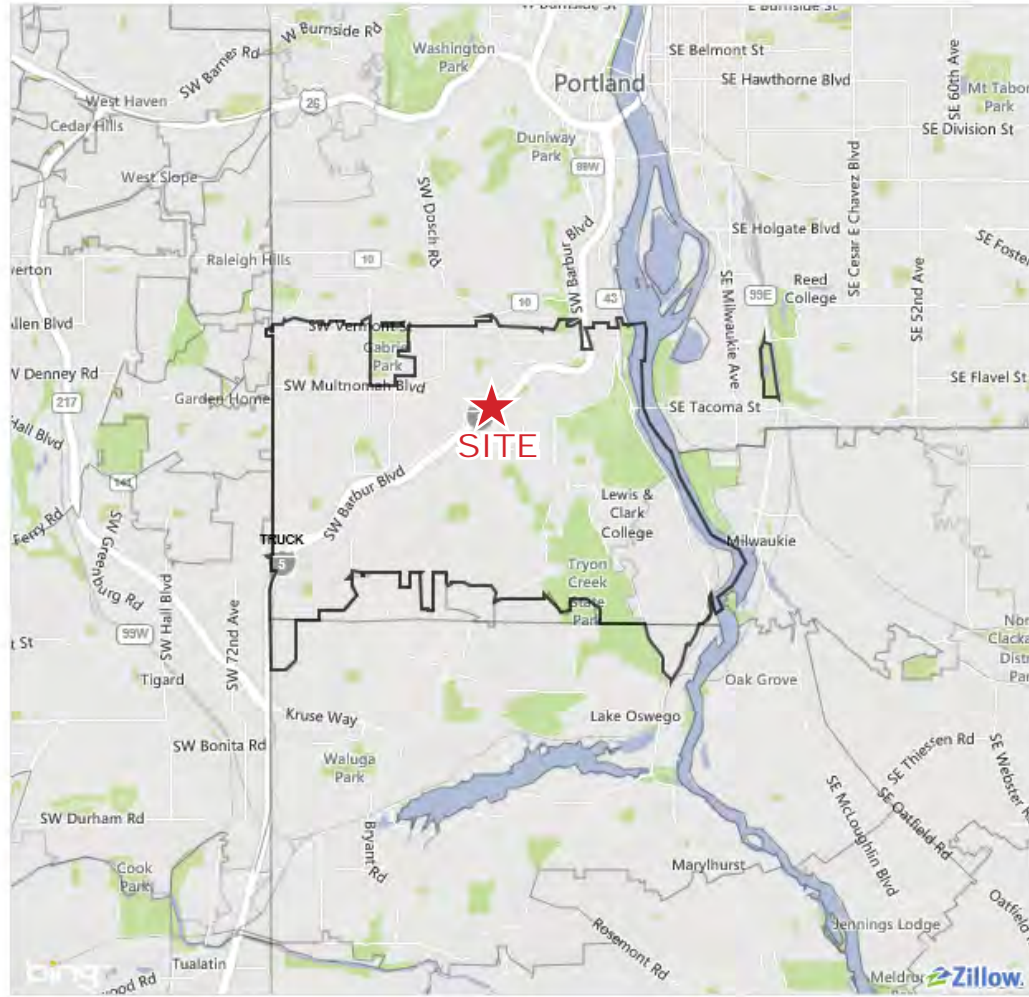 E Burnside St
W Burnside Rd
SW Barnes Rd
Washington
Park
SE Belmont St
SE Hawthorne Blvd
Portland
SE 60th Ave
Mt Tabor
Park
26
West Haven
Cedar Hills
Duniway
Park
99W
SE Division St
West Slope
SW Dosch Rd
SE Cesar E Chavez Blvd
SE Holgate Blvd
SE Foster
Raleigh Hills
10
SW Barbur Blvd
SE Milwaukie Ave
Reed
College
99E
SE 52nd Ave
verton
10
43
Allen Blvd
SW Vermont S
Gabrie
Park
W Denney Rd
SW Multnomah Blvd
SE Flavel St
217
Garden Home
SE Tacoma St
Hall Blvd
SITE
141
SW Barbur Blvd
Lewis &
Clark
College
Ferry Rd
TRUCK
5
Milwaukie
SW Greenburg Rd
Tryon
Creek
State
Park
99W
SW Hall Blvd
SW 72nd Ave
t St
Nor
Clacka
Distr
Par
Tigard
Oak Grove
Kruse Way
Lake Oswego
SW Bonita Rd
SE Thiessen Rd
SE Webster R
Waluga
Park
SE McLoughlin Blvd
SE Oatfield Rd
SW Durham Rd
Bryant Rd
Cook
Park
Marylhurst
Oatfield
Jennings Lodge
Rosemont Rd
bing
Tualatin
ood Rd
Meldru
Zillow